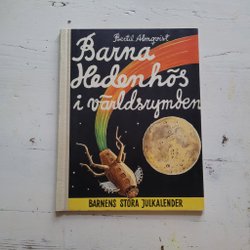 Bertil Almqvist
Barna
Hedenhös
i världsrymden
BARNENS STORA JULKALENDER